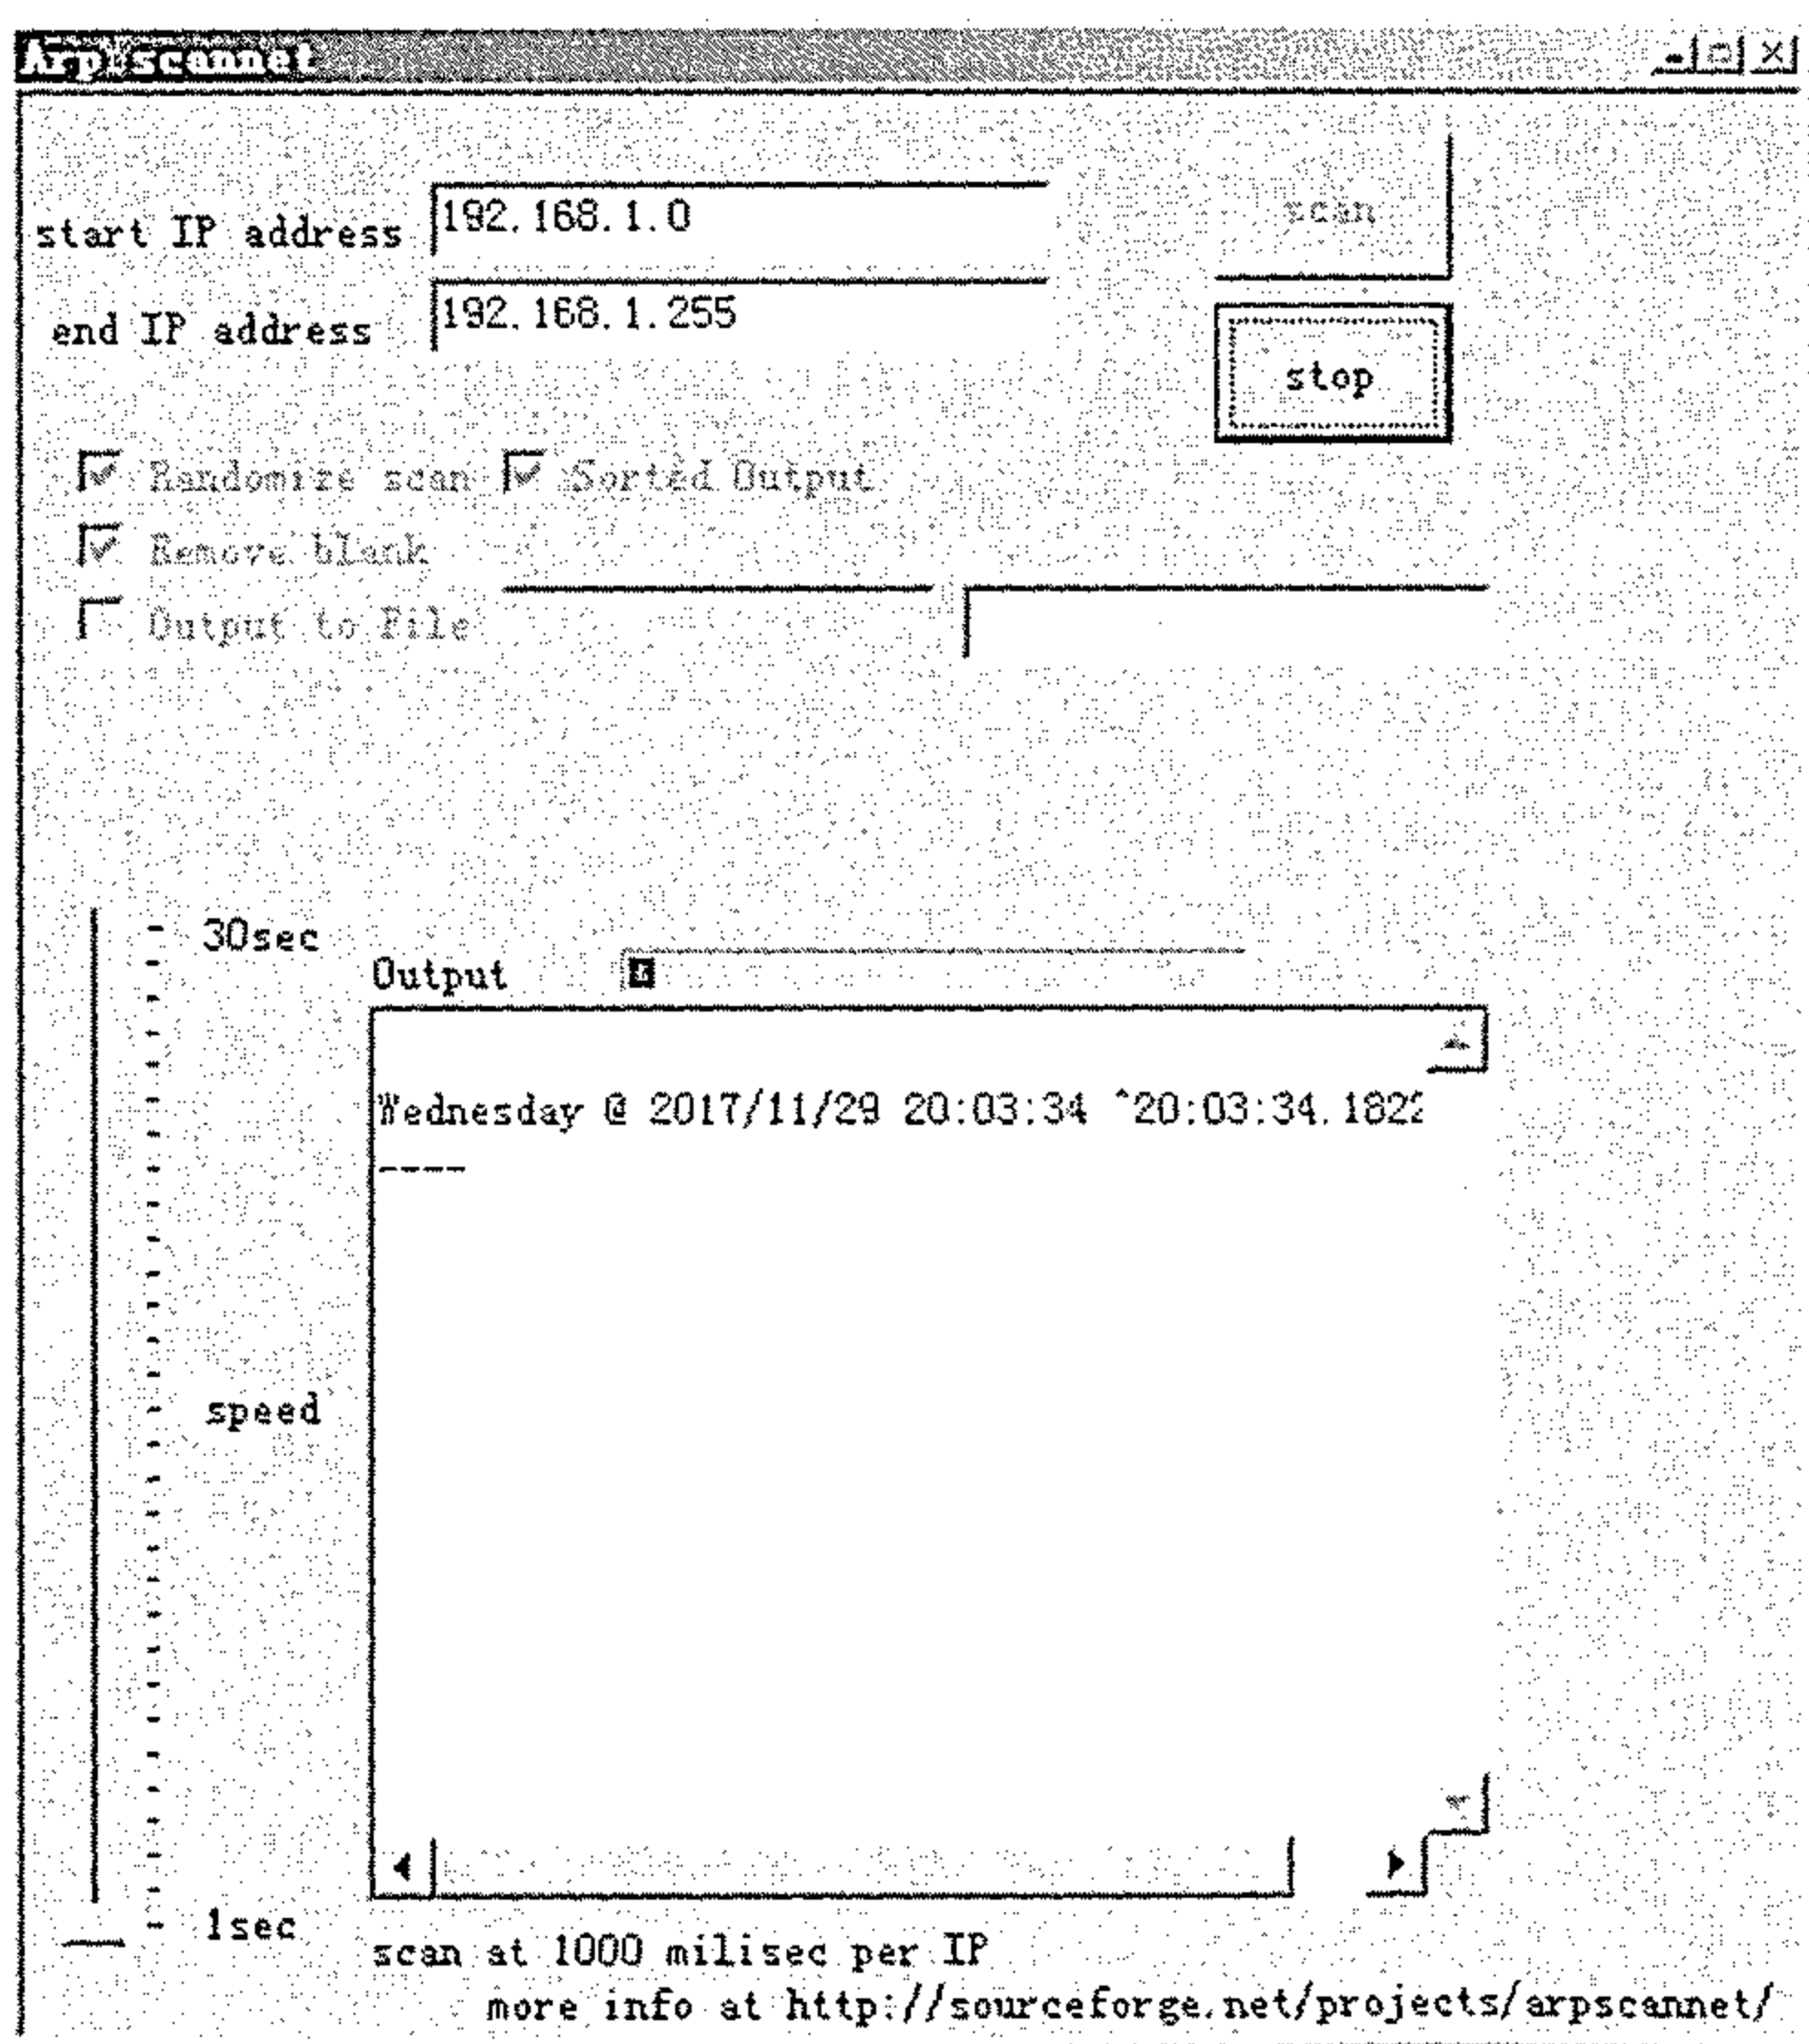 Arpscannet
start IP address 192.168.1.0 scan
end IP address 192.168.1.255
stop
Randomize scan Sorted Output
Remove blank
Output to File
30sec
Output
Wednesday @ 2017/11/29 20:03:34 ^20:03:34.182
----
speed
1sec
scan at 1000 milisec per IP
more info at http://sourceforge.net/projects/arpscannet/